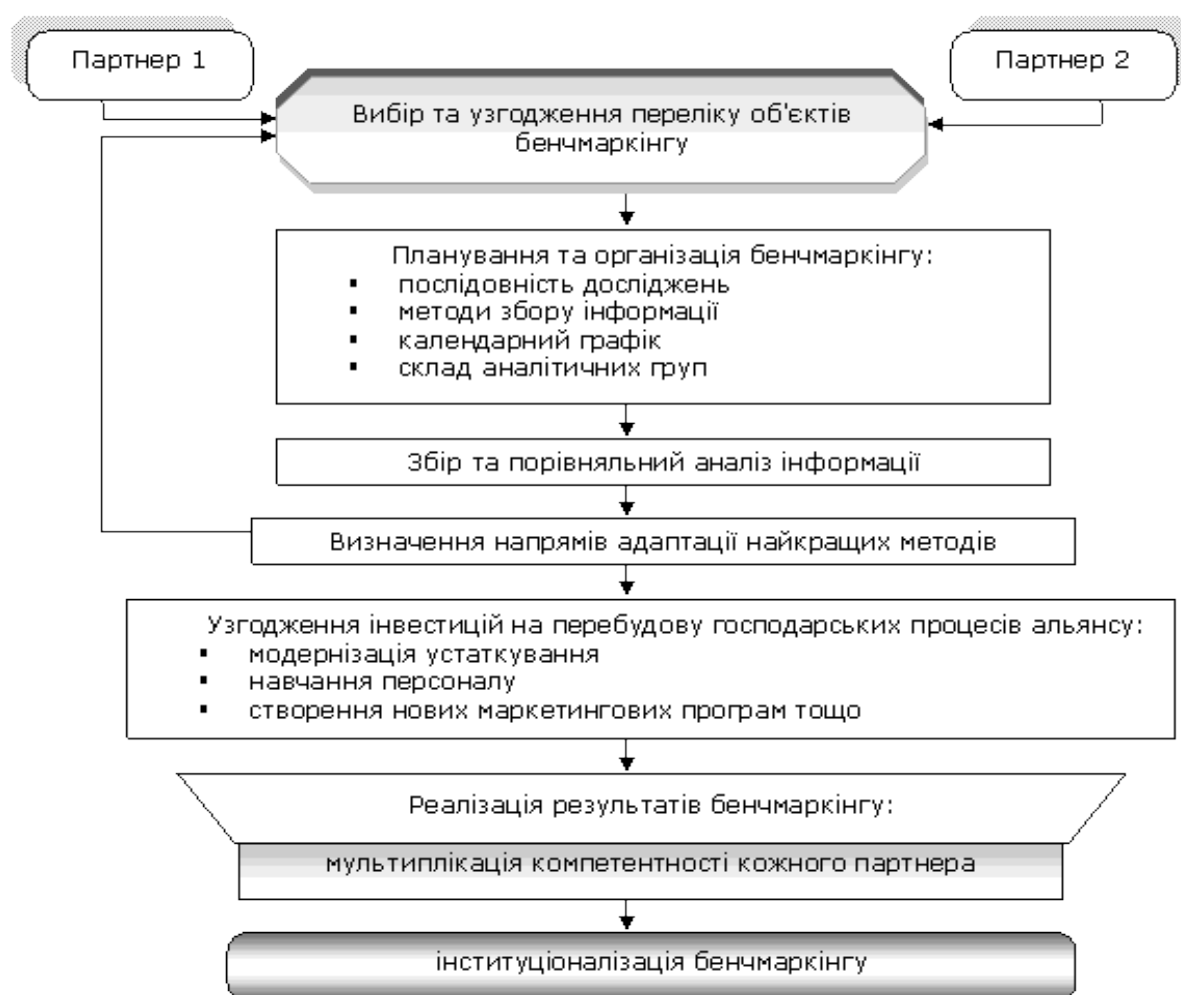 Партнер 1
Партнер 2
Вибір та узгодження переліку об'єктів
бенчмаркінгу
Планування та організація бенчмаркінгу:
▪ послідовність досліджень
▪ методи збору інформації
▪ календарний графік
▪ склад аналітичних груп
Збір та порівняльний аналіз інформації
Визначення напрямів адаптації найкращих методів
Узгодження інвестицій на перебудову господарських процесів альянсу:
▪ модернізація устаткування
▪ навчання персоналу
▪ створення нових маркетингових програм тощо
Реалізація результатів бенчмаркінгу:
мультиплікація компетентності кожного партнера
інституціоналізація бенчмаркінгу